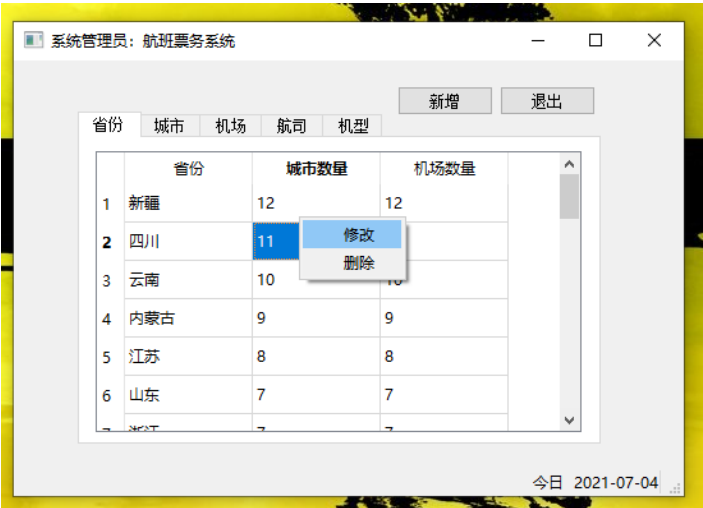 系统管理员：航班票务系统
新增 退出
省份 城市 机场 航司 机型
省份 城市数量 机场数量
1 新疆 12 12
2 四川 11
修改
删除
3 云南 10 10
4 内蒙古 9 9
5 江苏 8 8
6 山东 7 7
今日 2021-07-04